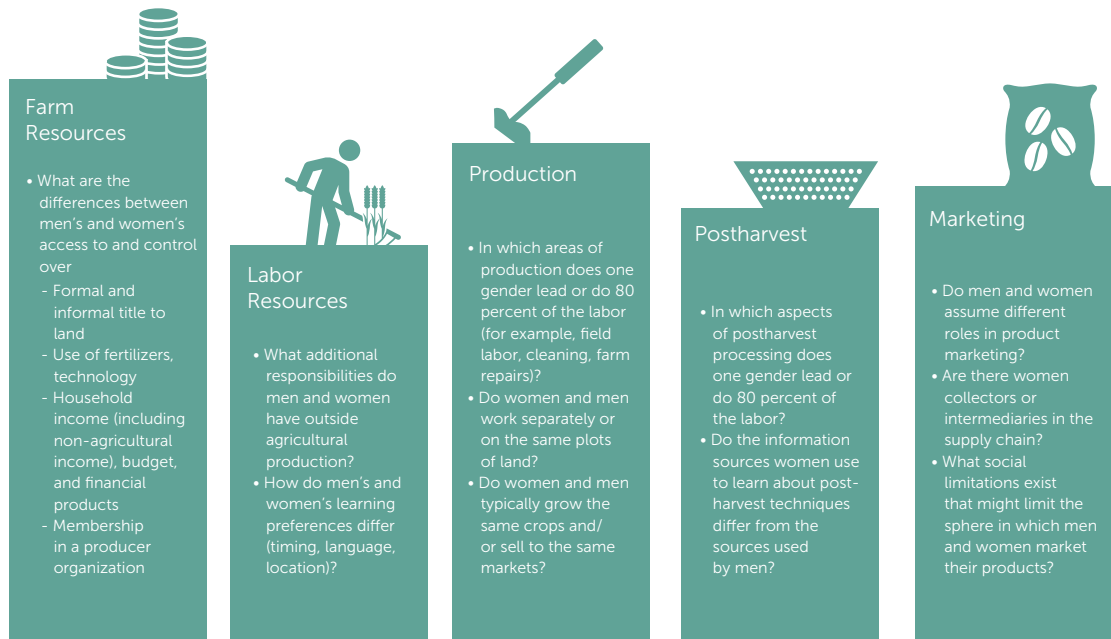 Farm
Resources
• What are the
differences between
men's and women's
access to and control
over
- Formal and
informal title to
land
- Use of fertilizers,
technology
- Household
income (including
non-agricultural
income), budget,
and financial
products
- Membership
in a producer
organization
Labor
Resources
• What additional
responsibilities do
men and women
have outside
agricultural
production?
• How do men's and
women's learning
preferences differ
(timing, language,
location)?
Production
• In which areas of
production does one
gender lead or do 80
percent of the labor
(for example, field
labor, cleaning, farm
repairs)?
• Do women and men
work separately or
on the same plots
of land?
• Do women and men
typically grow the
same crops and/
or sell to the same
markets?
Postharvest
• In which aspects
of postharvest
processing does
one gender lead or
do 80 percent of
the labor?
• Do the information
sources women use
to learn about post-
harvest techniques
differ from the
sources used
by men?
Marketing
• Do men and women
assume different
roles in product
marketing?
• Are there women
collectors or
intermediaries in the
supply chain?
• What social
limitations exist
that might limit the
sphere in which men
and women market
their products?